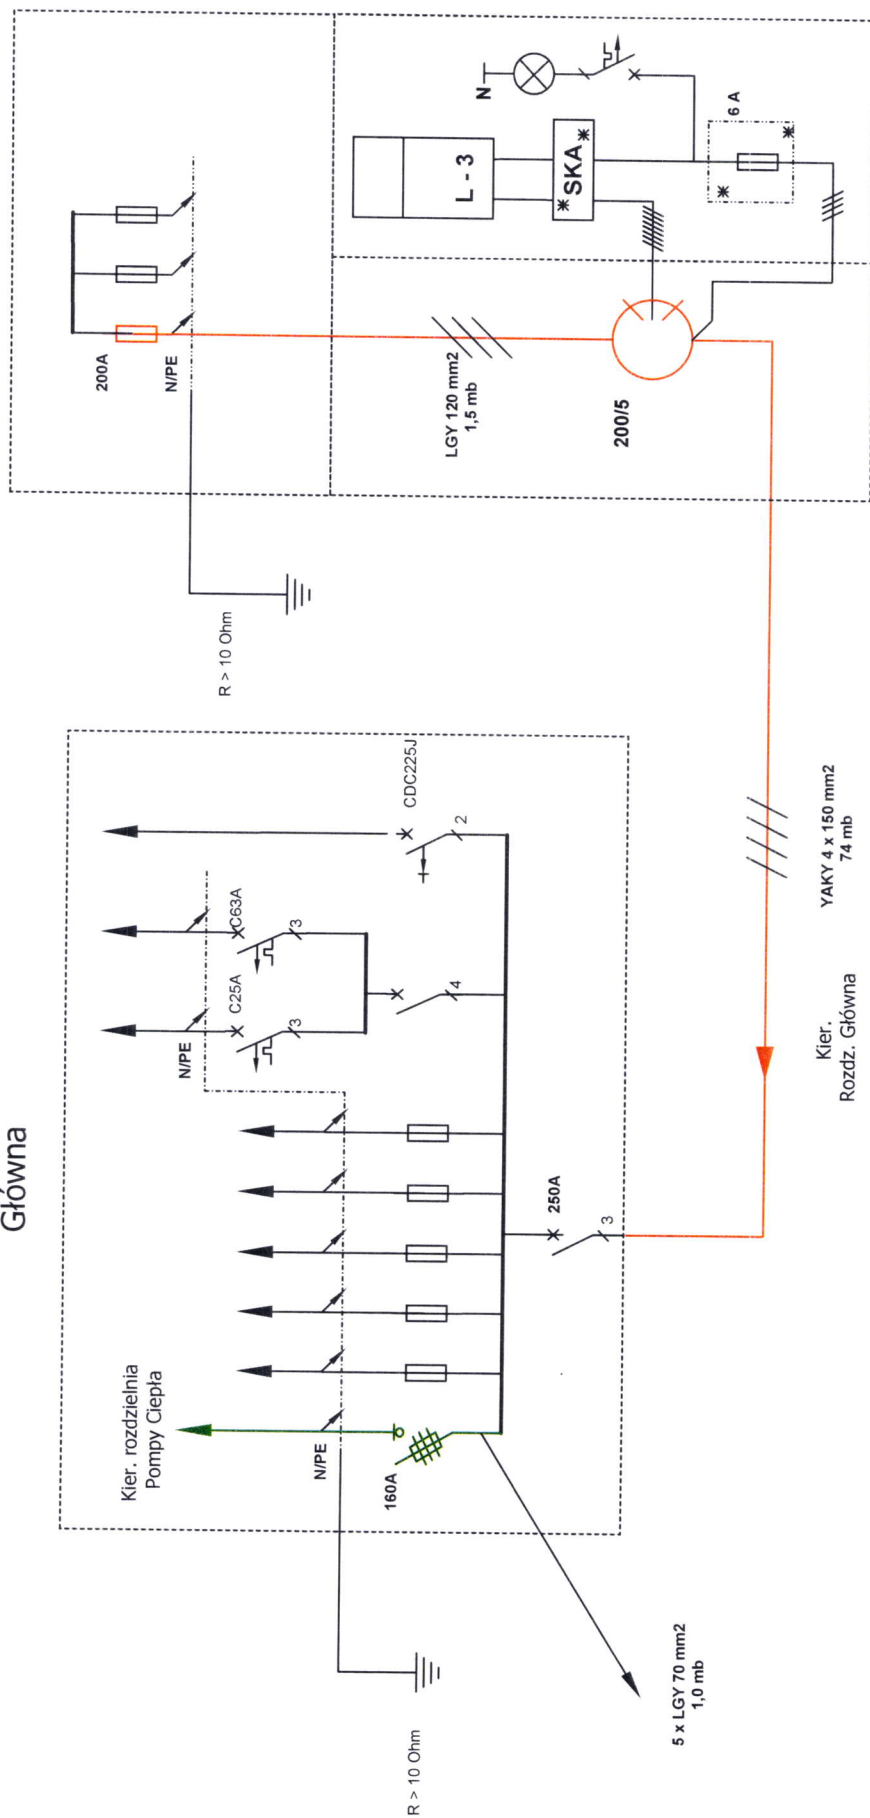 Główna
Kier. rozdzielnia
Pompy Ciepła
N/PE
160A
N/PE
C25A
3
C63A
3
4
CDC225J
2
250A
3
R > 10 Ohm
5 x LGY 70 mm2
1,0 mb
Kier.
Rozdz. Główna
YAKY 4 x 150 mm2
74 mb
R > 10 Ohm
200A
N/PE
LGY 120 mm2
1,5 mb
200/5
L - 3
SKA
N
6 A